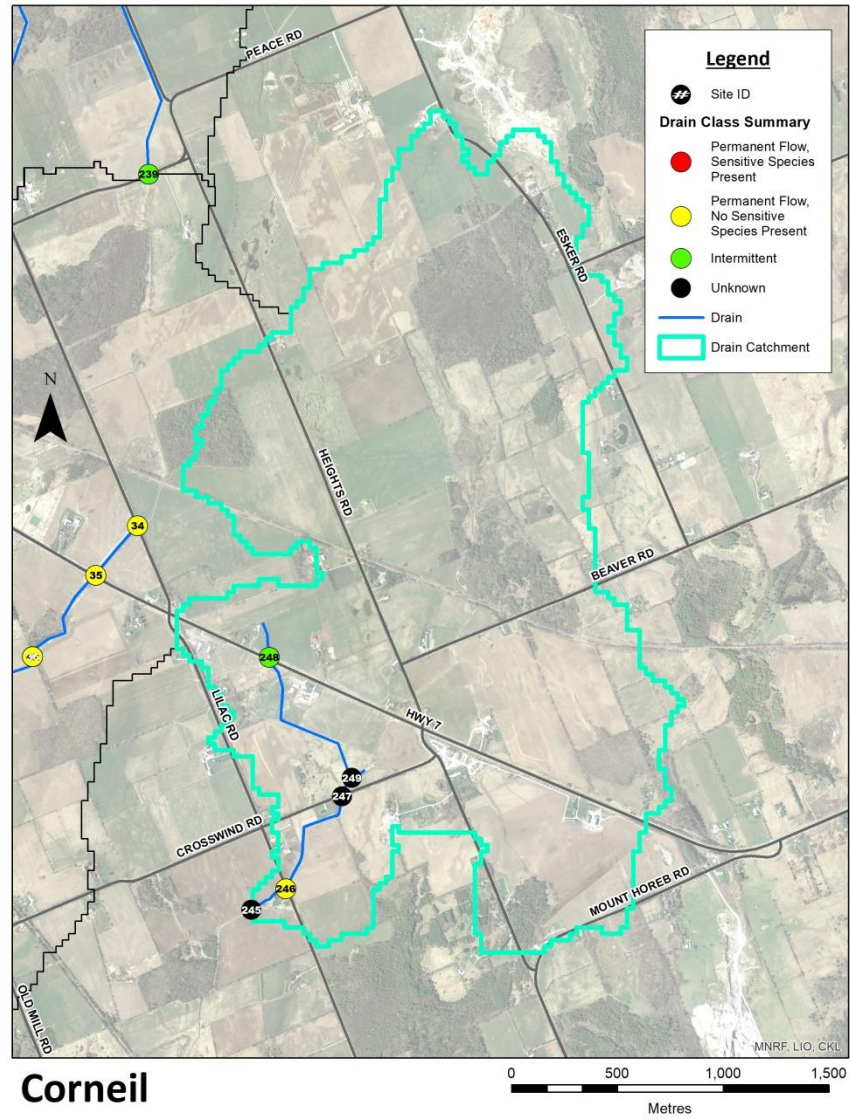 PEACE RD
Legend
# Site ID
Drain Class Summary
Permanent Flow,
Sensitive Species
Present
Permanent Flow,
No Sensitive
Species Present
Intermittent
Unknown
Drain
Drain Catchment
239
ESKER RD
N
HEIGHTS RD
34
35
BEAVER RD
248
LILAC RD
HWY 7
249
247
CROSSWIND RD
246
245
MOUNT HOREB RD
OLD MILL RD
MNRF, LIO, CKL
Corneil
0 500 1,000 1,500
Metres